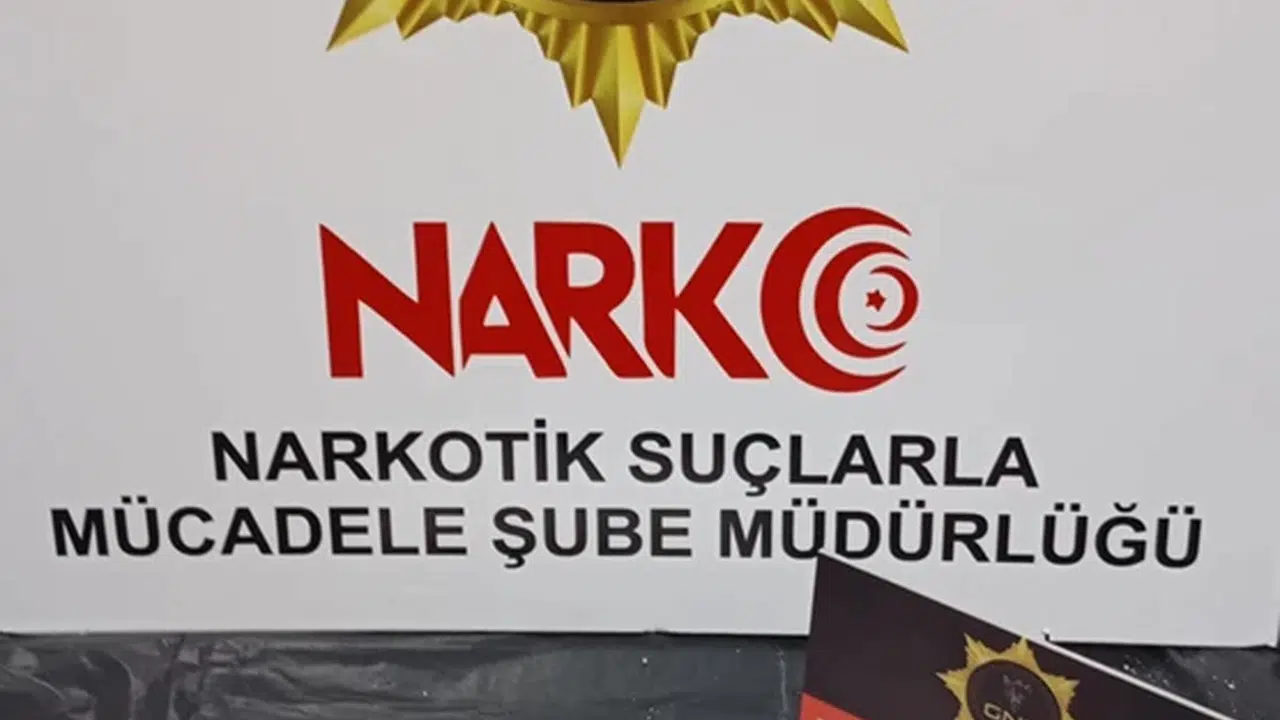 NARKO
NARKOTİK SUÇLARLA
MÜCADELE ŞUBE MÜDÜRLÜĞÜ